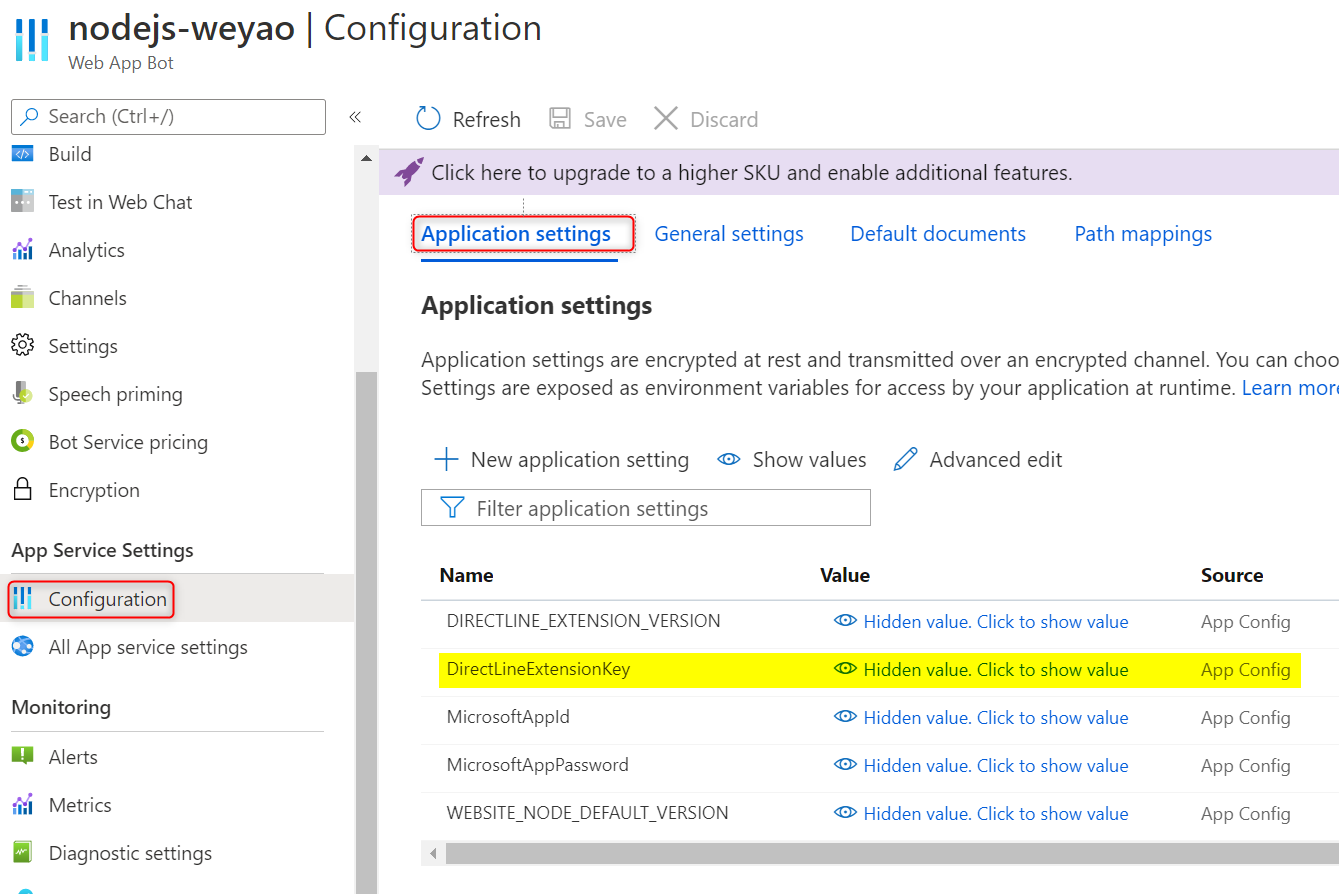 nodejs-weyao | Configuration
Web App Bot
Search (Ctrl+/)
«
Build
Test in Web Chat
Analytics
Channels
Settings
Speech priming
Bot Service pricing
Encryption
App Service Settings
Configuration
All App service settings
Monitoring
Alerts
Metrics
Diagnostic settings
Refresh Save Discard
Click here to upgrade to a higher SKU and enable additional features.
Application settings General settings Default documents Path mappings
Application settings
Application settings are encrypted at rest and transmitted over an encrypted channel. You can choo
Settings are exposed as environment variables for access by your application at runtime. Learn more
New application setting Show values Advanced edit
Filter application settings
Name Value Source
DIRECTLINE_EXTENSION_VERSION Hidden value. Click to show value App Config
DirectLineExtensionKey Hidden value. Click to show value App Config
MicrosoftAppId Hidden value. Click to show value App Config
MicrosoftAppPassword Hidden value. Click to show value App Config
WEBSITE_NODE_DEFAULT_VERSION Hidden value. Click to show value App Config